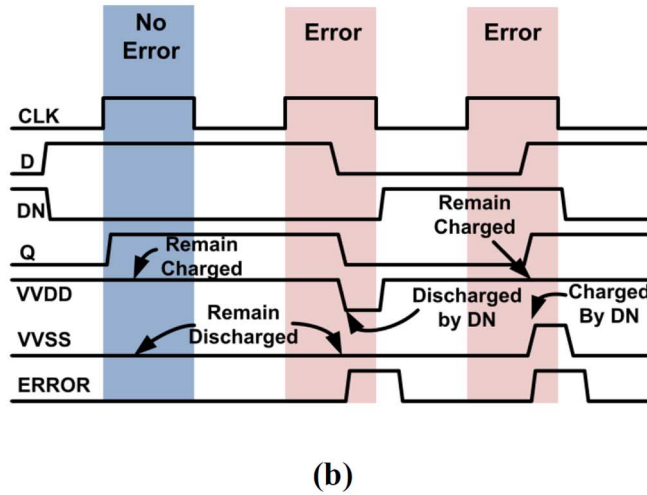 No
Error
Error
Error
CLK
D
DN
Remain
Charged
Q
Remain
Charged
VVDD
Discharged
by DN
Charged
By DN
Remain
Discharged
VVSS
ERROR
(b)